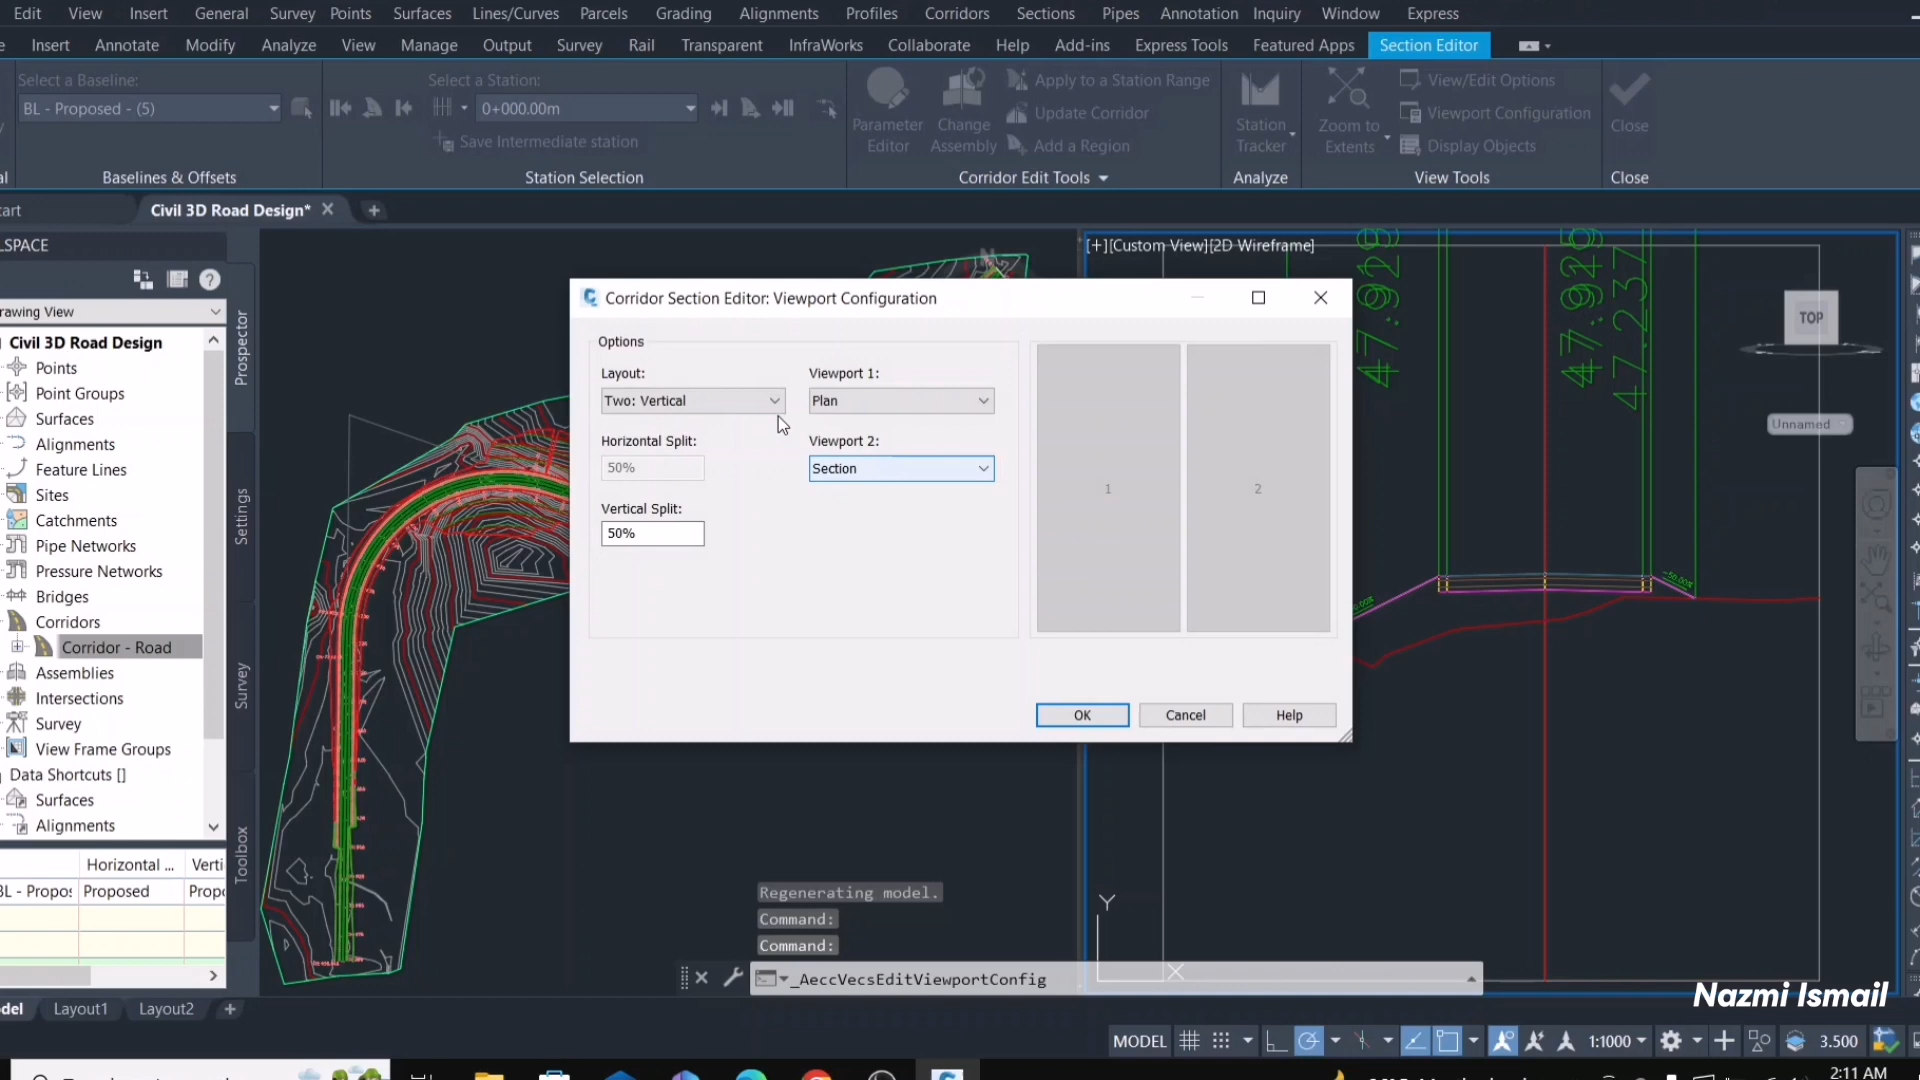 Edit View Insert General Survey Points Surfaces Lines/Curves Parcels Grading Alignments Profiles Corridors Sections Pipes Annotation Inquiry Window Express
Insert Annotate Modify Analyze View Manage Output Survey Rail Transparent InfraWorks Collaborate Help Add-ins Express Tools Featured Apps Section Editor
Select a Baseline:
BL - Proposed - (5)
Baselines & Offsets
Select a Station:
0+000.00m
Save Intermediate station
Station Selection
Parameter Editor
Change Assembly
Apply to a Station Range
Update Corridor
Add a Region
Corridor Edit Tools
Station Tracker
Analyze
Zoom to Extents
View/Edit Options
Viewport Configuration
Display Objects
View Tools
Close
Close
Civil 3D Road Design*
[+][Custom View][2D Wireframe]
Civil 3D Road Design
Points
Point Groups
Surfaces
Alignments
Feature Lines
Sites
Catchments
Pipe Networks
Pressure Networks
Bridges
Corridors
Corridor - Road
Assemblies
Intersections
Survey
View Frame Groups
Data Shortcuts []
Surfaces
Alignments
Prospector
Settings
Survey
Toolbox
Horizontal ...
Proposed
Corridor Section Editor: Viewport Configuration
Options
Layout:
Two: Vertical
Viewport 1:
Plan
Horizontal Split:
50%
Viewport 2:
Section
Vertical Split:
50%
1
2
OK
Cancel
Help
47.925
47.237
TOP
Unnamed
-50.00%
Regenerating model.
Command:
Command:
_AeccVecsEditViewportConfig
Y
X
Nazmi Ismail
Layout1
Layout2
MODEL
1:1000
3.500
2:11 AM